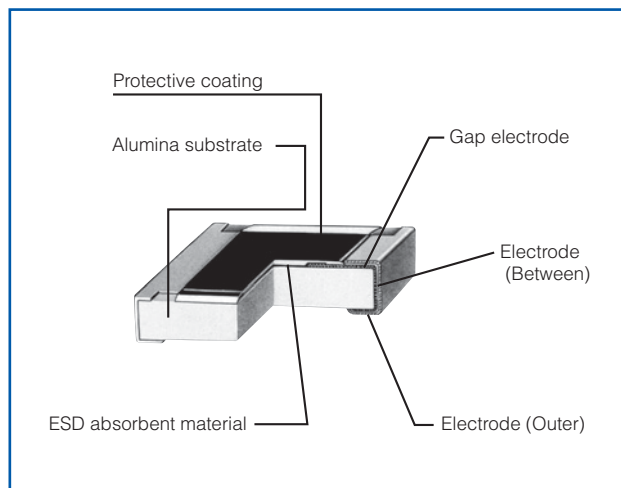 Protective coating
Alumina substrate
Gap electrode
Electrode
(Between)
ESD absorbent material
Electrode (Outer)